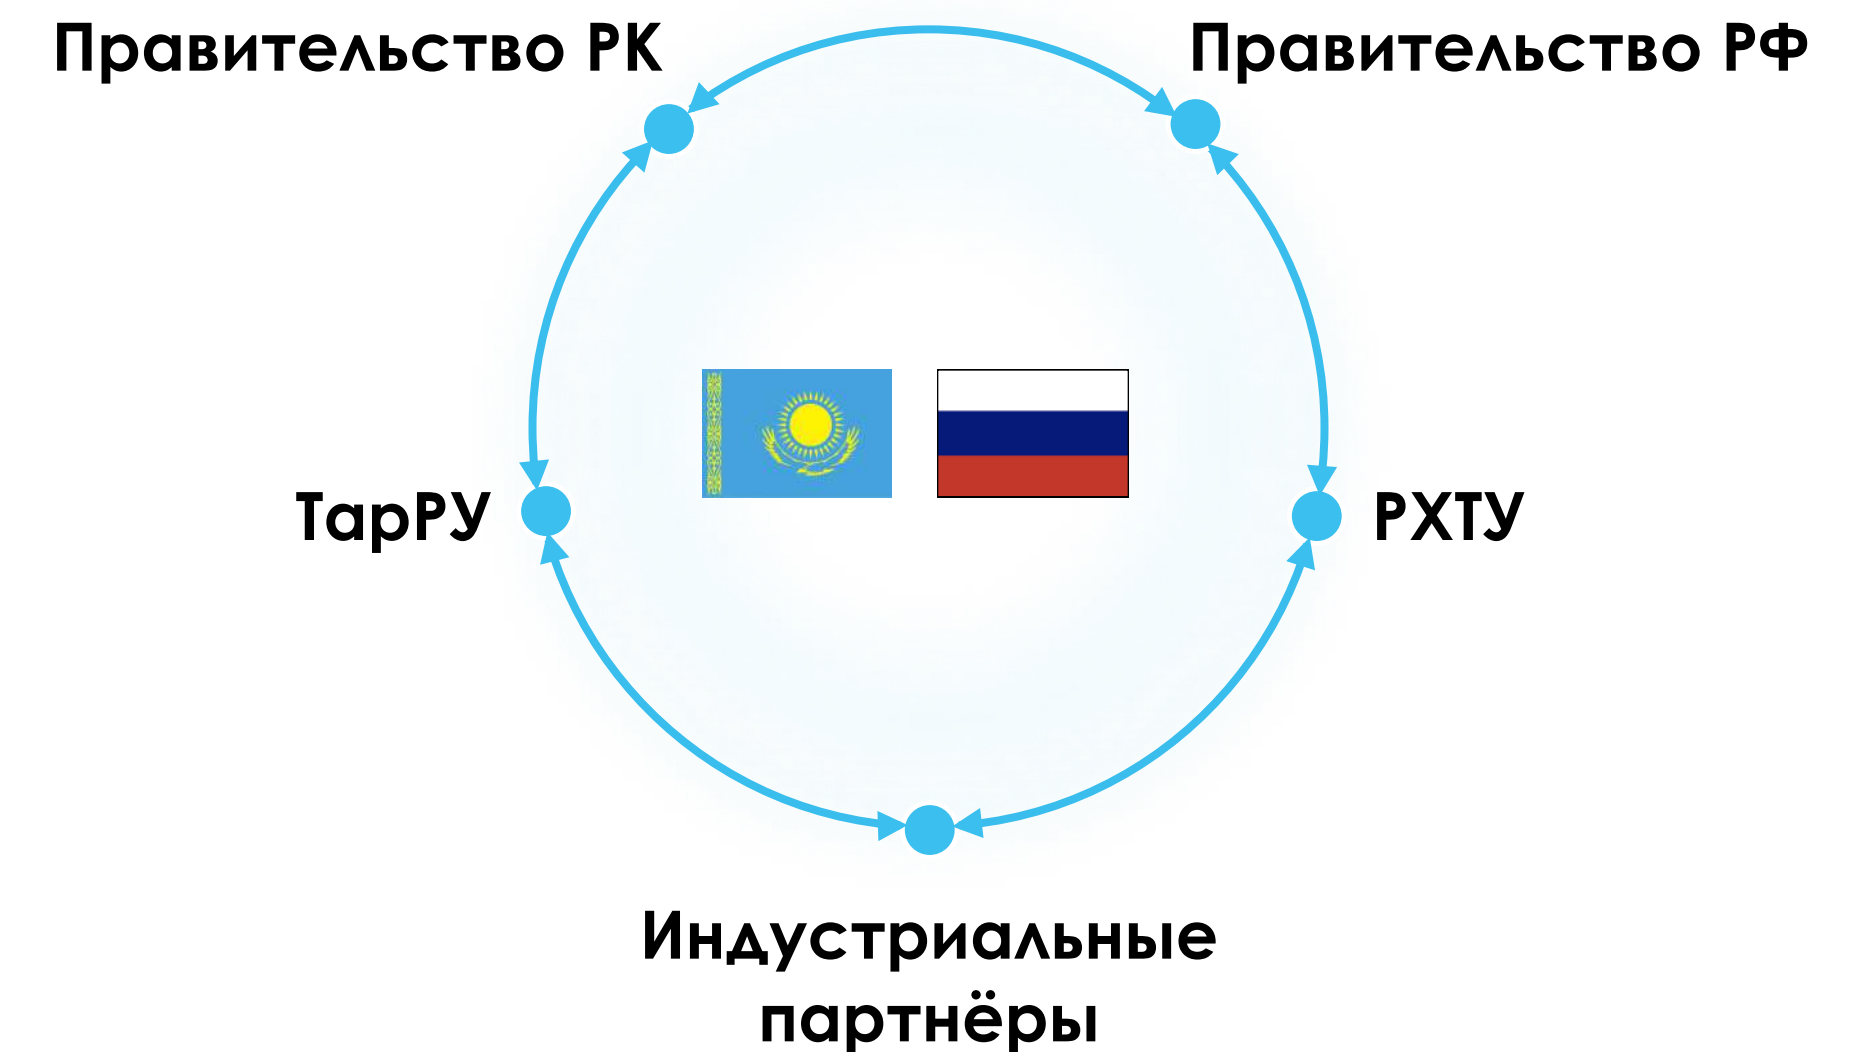 Правительство РК
Правительство РФ
ТарРУ
РХТУ
Индустриальные
партнёры